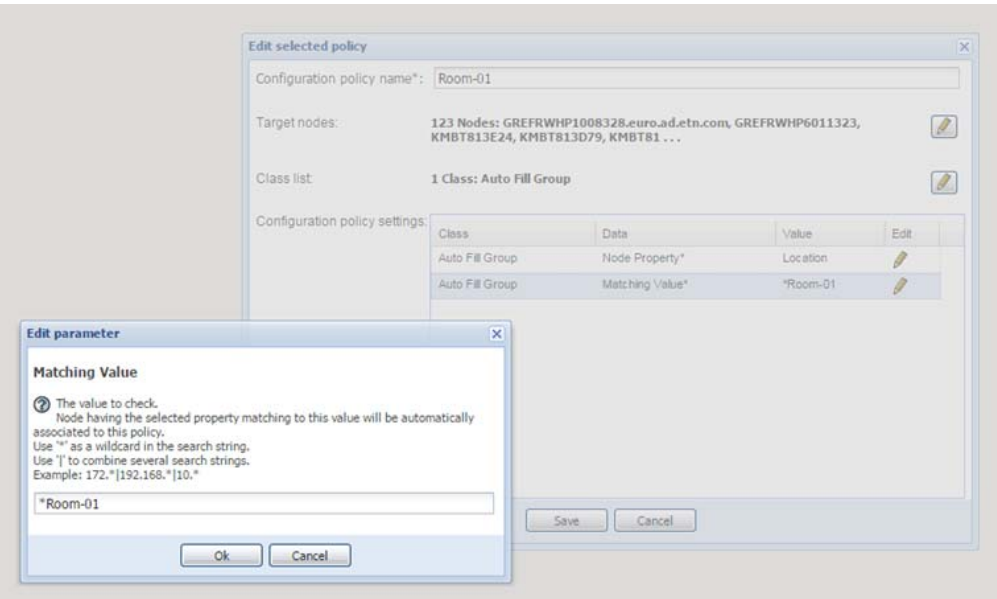 Edit selected policy
Configuration policy name*: Room-01
Target nodes: 123 Nodes: GREFRWHP1008328.euro.ad.etn.com, GREFRWHP6011323,
KMBT813E24, KMBT813D79, KMBT81 ...
Class list: 1 Class: Auto Fill Group
Configuration policy settings:
Class Data Value Edit
Auto Fill Group Node Property* Location
Auto Fill Group Matching Value* *Room-01
Edit parameter
Matching Value
The value to check.
Node having the selected property matching to this value will be automatically
associated to this policy.
Use '*' as a wildcard in the search string.
Use '|' to combine several search strings.
Example: 172.*|192.168.*|10.*
*Room-01
Ok Cancel
Save Cancel